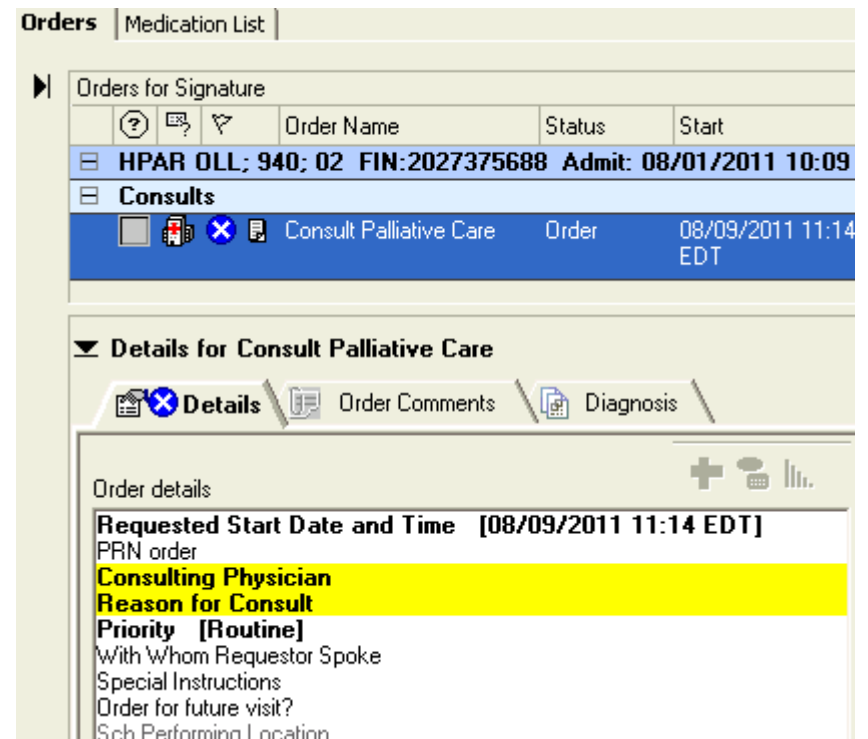 Orders Medication List
Orders for Signature
Order Name Status Start
HPAR OLL; 940; 02 FIN:2027375688 Admit: 08/01/2011 10:09
Consults
Consult Palliative Care Order 08/09/2011 11:14
EDT
Details for Consult Palliative Care
Details Order Comments Diagnosis
Order details
Requested Start Date and Time [08/09/2011 11:14 EDT]
PRN order
Consulting Physician
Reason for Consult
Priority [Routine]
With Whom Requestor Spoke
Special Instructions
Order for future visit?
Sch Performing Location